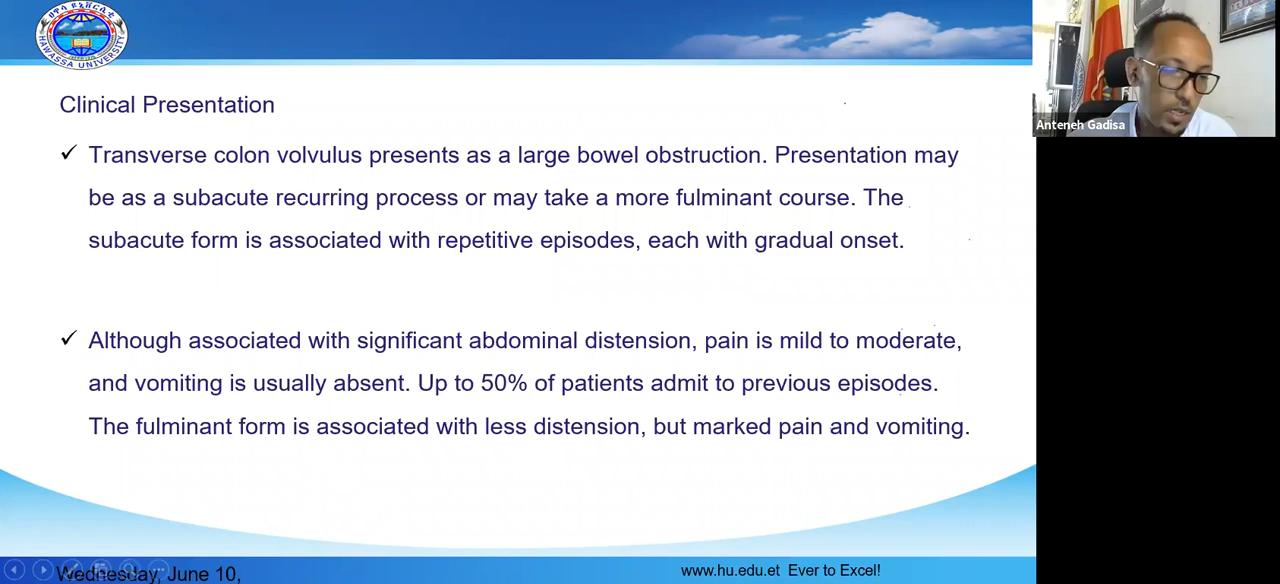 ሀዋሳ ዩኒቨርሲቲ
HAWASSA UNIVERSITY
Clinical Presentation
✓ Transverse colon volvulus presents as a large bowel obstruction. Presentation may
be as a subacute recurring process or may take a more fulminant course. The
subacute form is associated with repetitive episodes, each with gradual onset.
✓ Although associated with significant abdominal distension, pain is mild to moderate,
and vomiting is usually absent. Up to 50% of patients admit to previous episodes.
The fulminant form is associated with less distension, but marked pain and vomiting.
Wednesday, June 10,
www.hu.edu.et Ever to Excel!
Anteneh Gadisa